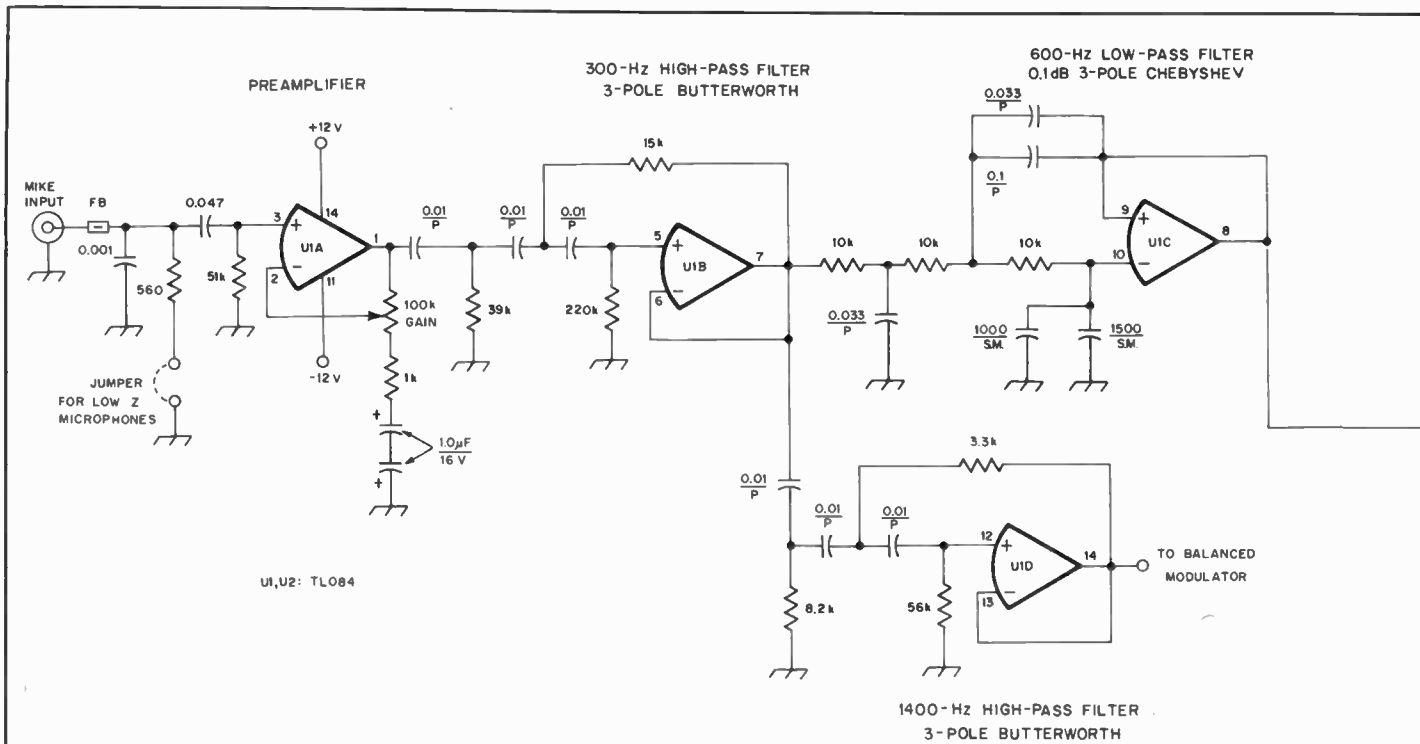 PREAMPLIFIER
300-HZ HIGH-PASS FILTER
3-POLE BUTTERWORTH
600-HZ LOW-PASS FILTER
0.1dB 3-POLE CHEBYSHEV
+12 V
MIKE
INPUT
FB
0.001
560
0.047
51k
3
+
2
−
14
11
U1A
1
-12 V
JUMPER
FOR LOW Z
MICROPHONES
100k
GAIN
1k
+
1.0µF
16 V
+
0.01
P
39k
0.01
P
0.01
P
15k
220k
5
+
6
−
U1B
7
10k
0.033
P
10k
0.033
P
0.1
P
10k
1000
S.M.
1500
S.M.
9
+
10
−
U1C
8
U1,U2: TL084
0.01
P
8.2k
0.01
P
0.01
P
3.3k
56k
12
+
13
−
U1D
14
TO BALANCED
MODULATOR
1400-HZ HIGH-PASS FILTER
3-POLE BUTTERWORTH